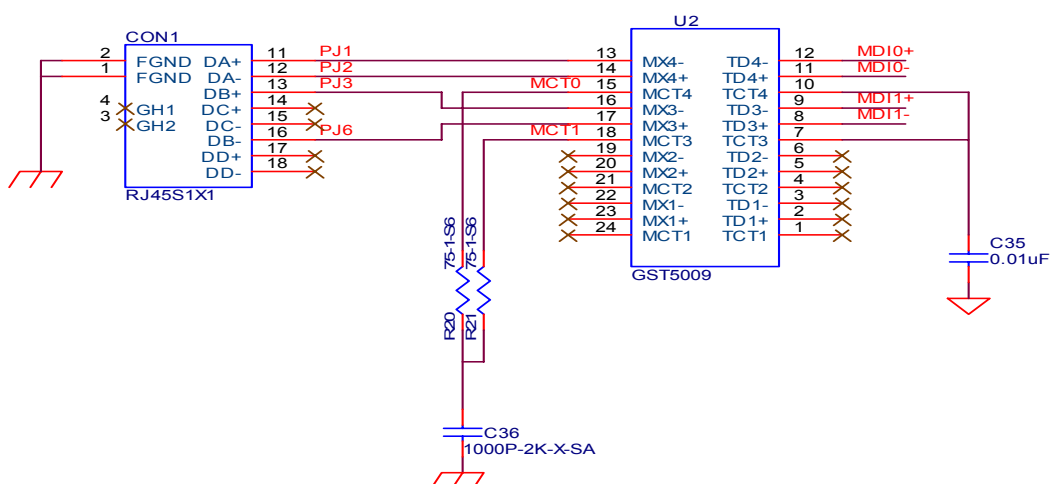 U2
CON1
2 FGND DA+ 11 PJ1 13 MX4- TD4- 12 MDI0+
1 FGND DA- 12 PJ2 14 MX4+ TD4+ 11 MDI0-
DB+ 13 PJ3 MCT0 15 MCT4 TCT4 10
4 GH1 DC+ 14 16 MX3- TD3- 9 MDI1+
3 GH2 DC- 15 17 MX3+ TD3+ 8 MDI1-
DB- 16 PJ6 MCT1 18 MCT3 TCT3 7
DD+ 17 19 MX2- TD2- 6
DD- 18 20 MX2+ TD2+ 5
RJ45S1X1
21 MCT2 TCT2 4
22 MX1- TD1- 3
23 MX1+ TD1+ 2
24 MCT1 TCT1 1
GST5009
75-1-S6
75-1-S6
R20
R21
C35
0.01uF
C36
1000P-2K-X-SA